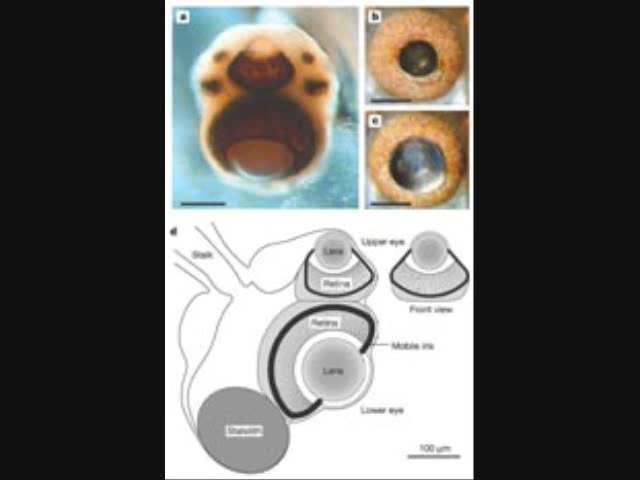 a
b
c
d
Stalk
Lens
Upper eye
Retina
Front view
Retina
Mobile iris
Lens
Lower eye
Statolith
100 µm